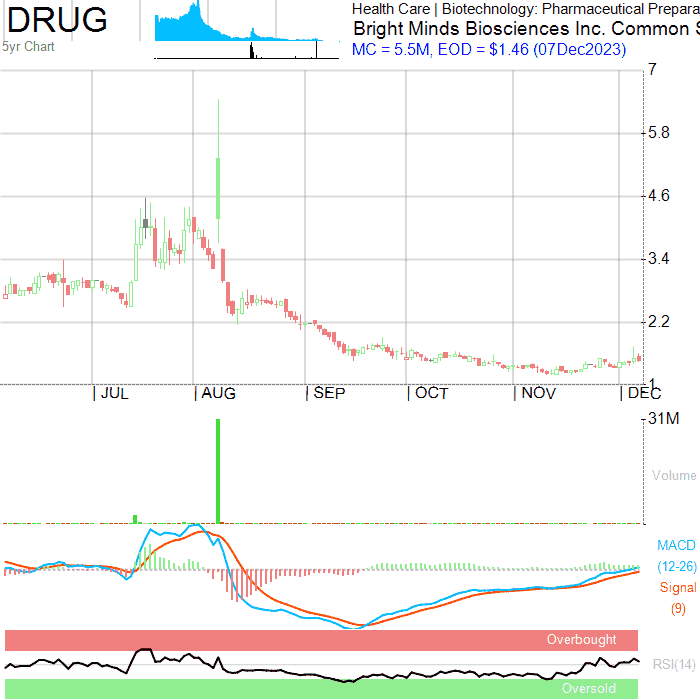 DRUG
5yr Chart
Health Care | Biotechnology: Pharmaceutical Prepara
Bright Minds Biosciences Inc. Common S
MC = 5.5M, EOD = $1.46 (07Dec2023)
7
5.8
4.6
3.4
2.2
1
JUL
AUG
SEP
OCT
NOV
DEC
31M
Volume
MACD
(12-26)
Signal
(9)
Overbought
RSI(14)
Oversold